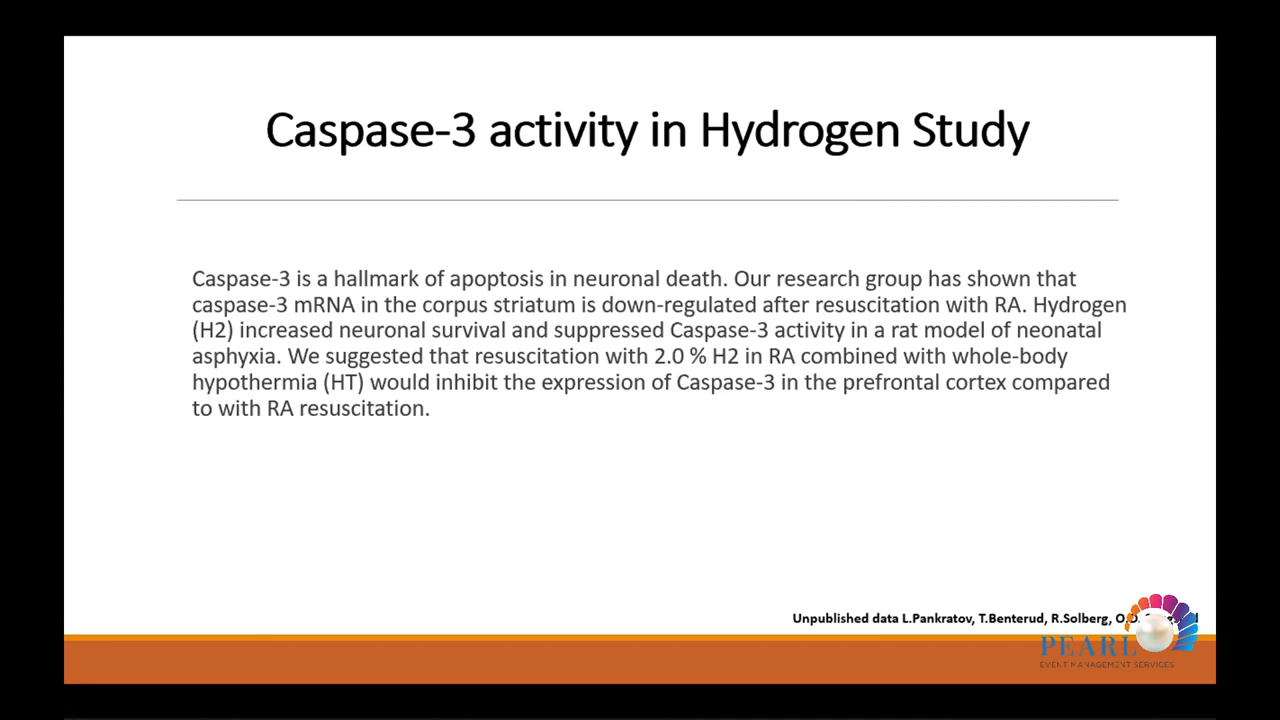 Caspase-3 activity in Hydrogen Study
Caspase-3 is a hallmark of apoptosis in neuronal death. Our research group has shown that
caspase-3 mRNA in the corpus striatum is down-regulated after resuscitation with RA. Hydrogen
(H2) increased neuronal survival and suppressed Caspase-3 activity in a rat model of neonatal
asphyxia. We suggested that resuscitation with 2.0 % H2 in RA combined with whole-body
hypothermia (HT) would inhibit the expression of Caspase-3 in the prefrontal cortex compared
to with RA resuscitation.
Unpublished data L.Pankratov, T.Benterud, R.Solberg,
PEARL
EVENT MANAGEMENT SERVICES